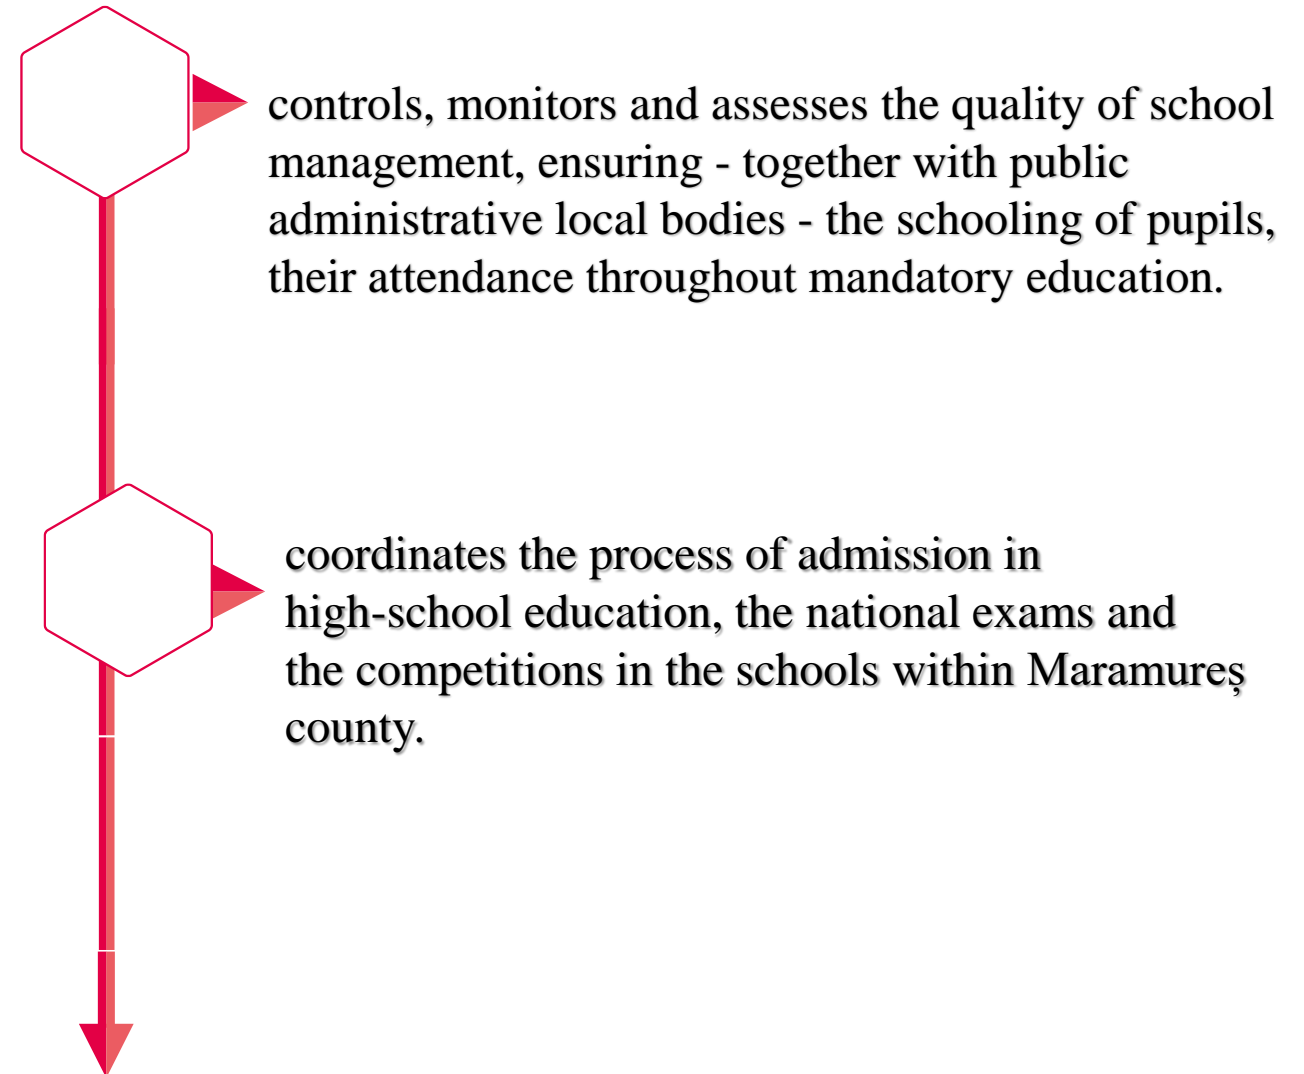 controls, monitors and assesses the quality of school
management, ensuring - together with public
administrative local bodies - the schooling of pupils,
their attendance throughout mandatory education.
coordinates the process of admission in
high-school education, the national exams and
the competitions in the schools within Maramureș
county.